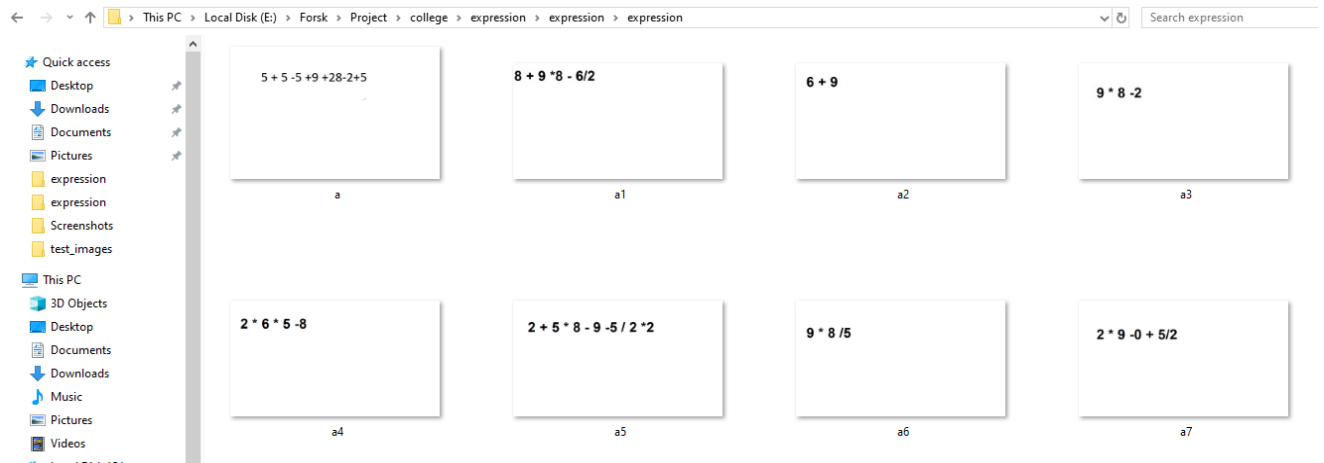 This PC > Local Disk (E:) > Forsk > Project > college > expression > expression > expression
Search expression
Quick access
Desktop
Downloads
Documents
Pictures
expression
expression
Screenshots
test_images
This PC
3D Objects
Desktop
Documents
Downloads
Music
Pictures
Videos
5 + 5 -5 +9 +28-2+5
8 + 9 *8 - 6/2
6 + 9
9 * 8 -2
a
a1
a2
a3
2 * 6 * 5 -8
2 + 5 * 8 - 9 -5 / 2 *2
9 * 8 /5
2 * 9 -0 + 5/2
a4
a5
a6
a7